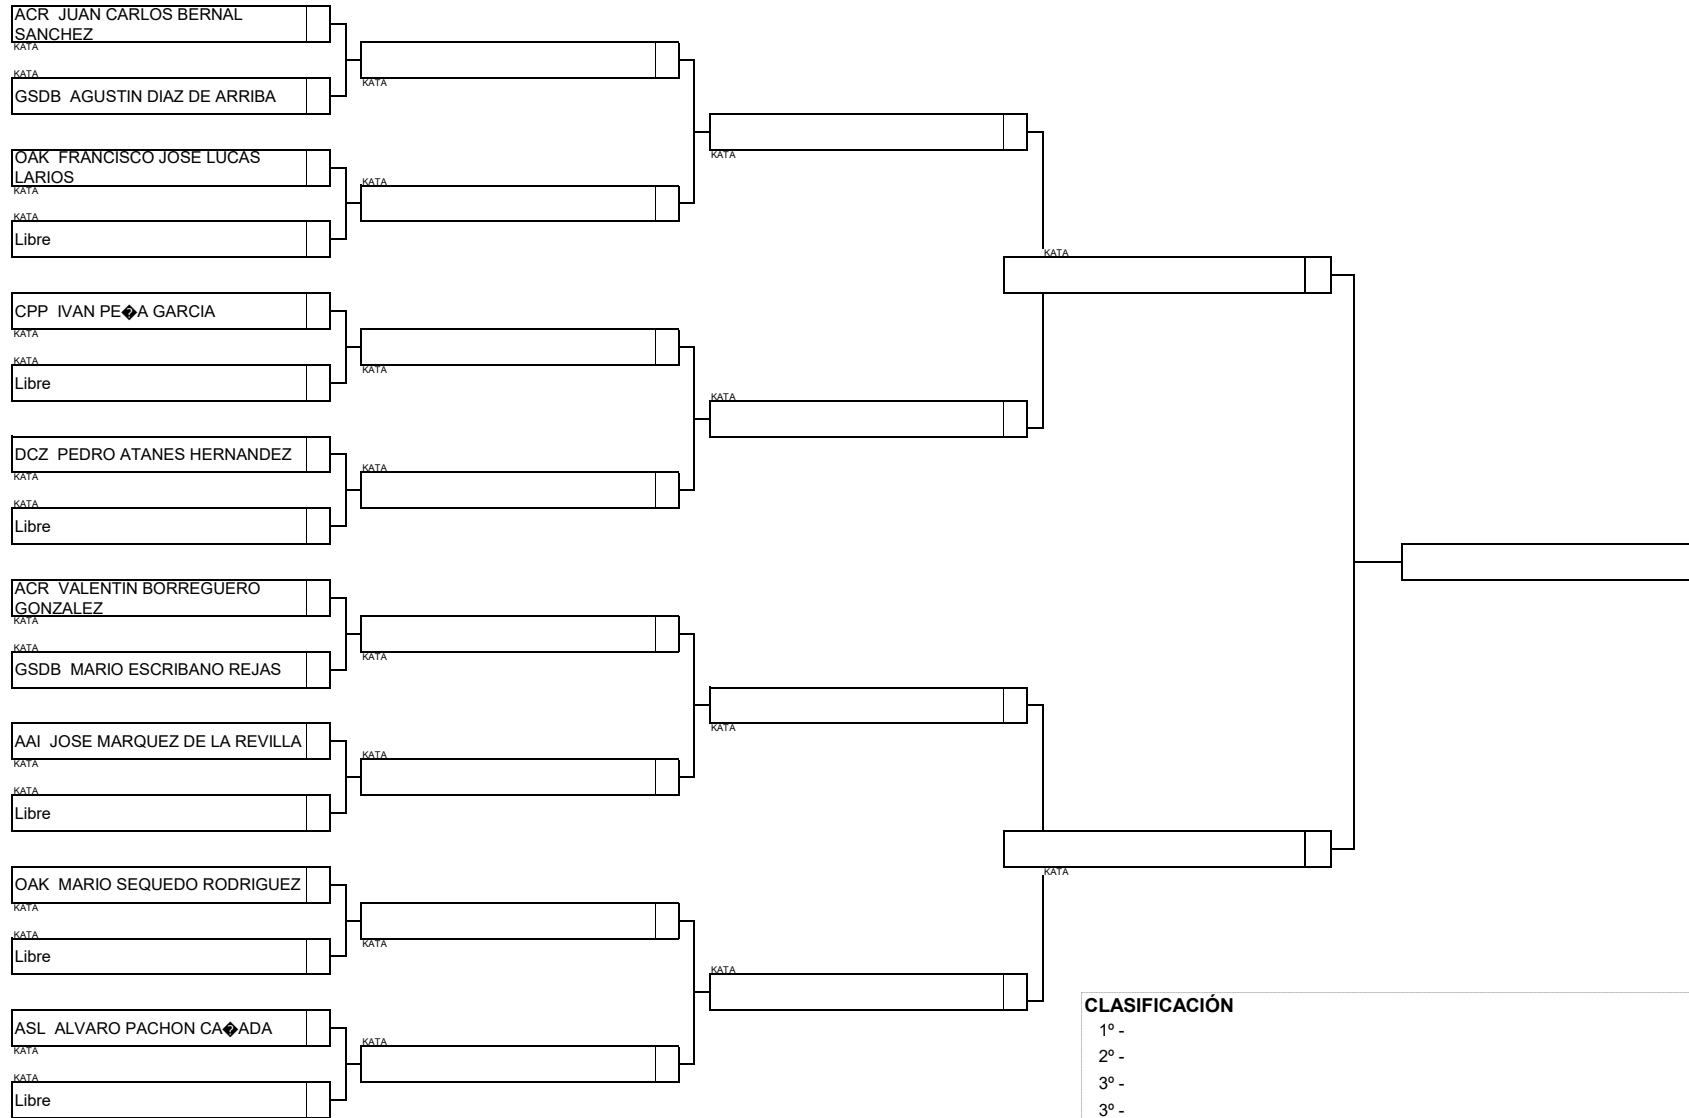 ACR JUAN CARLOS BERNAL
SANCHEZ
KATA
KATA
GSDB AGUSTIN DIAZ DE ARRIBA
OAK FRANCISCO JOSE LUCAS
LARIOS
KATA
KATA
Libre
CPP IVAN PE�A GARCIA
KATA
KATA
Libre
DCZ PEDRO ATANES HERNANDEZ
KATA
KATA
Libre
ACR VALENTIN BORREGUERO
GONZALEZ
KATA
KATA
GSDB MARIO ESCRIBANO REJAS
AAI JOSE MARQUEZ DE LA REVILLA
KATA
KATA
Libre
OAK MARIO SEQUEDO RODRIGUEZ
KATA
KATA
Libre
ASL ALVARO PACHON CA�ADA
KATA
KATA
Libre
KATA
KATA
KATA
KATA
KATA
KATA
KATA
KATA
KATA
KATA
KATA
KATA
KATA
KATA
CLASIFICACIÓN
1º -
2º -
3º -
3º -